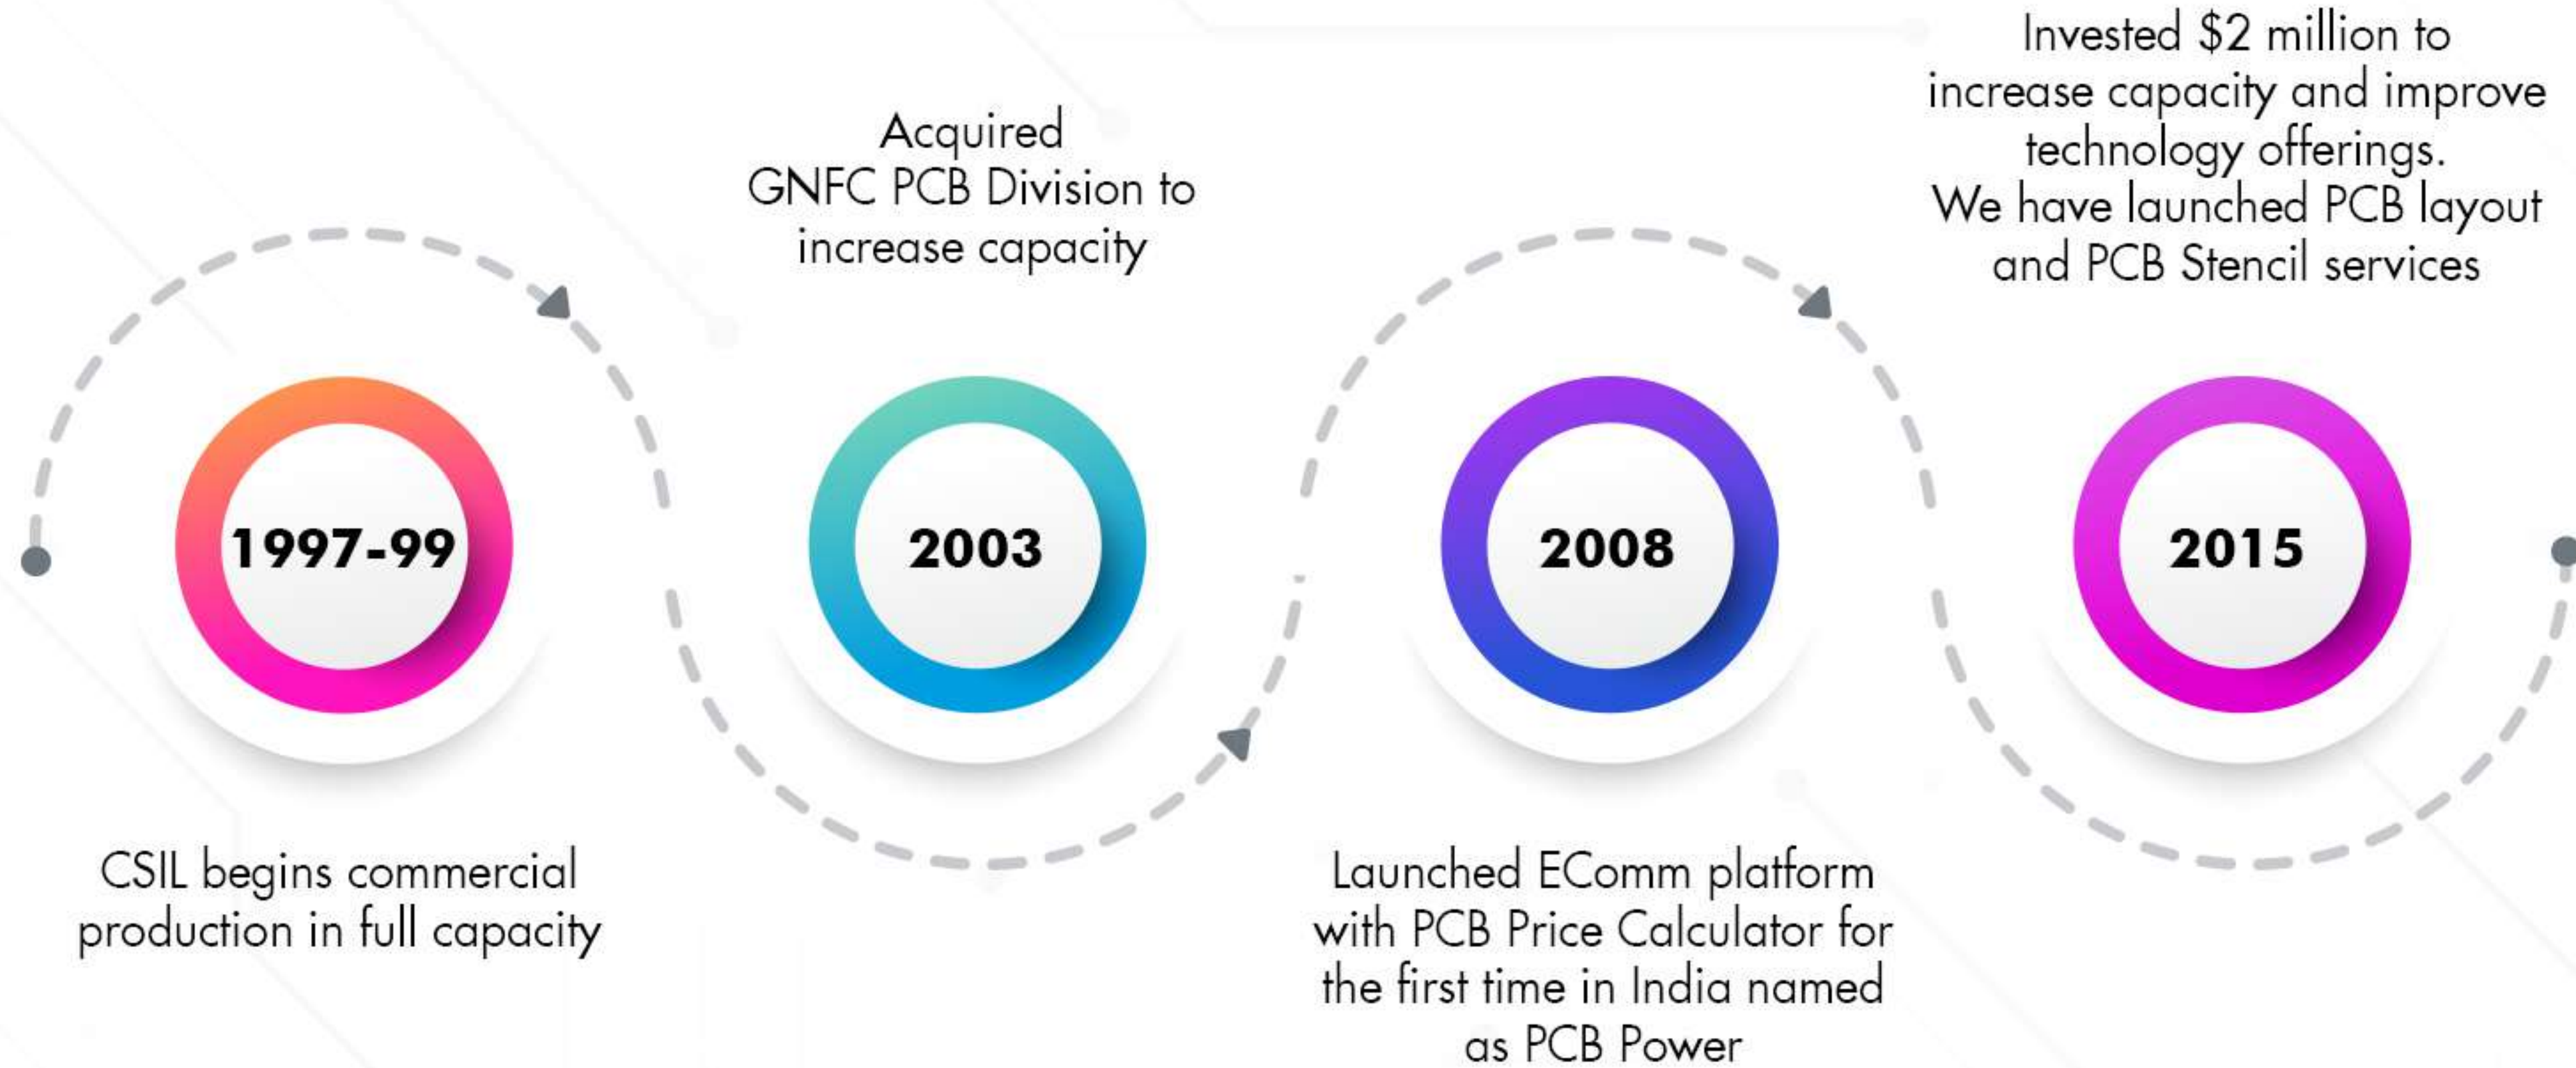 1997-99
CSIL begins commercial
production in full capacity
Acquired
GNFC PCB Division to
increase capacity
2003
2008
Launched EComm platform
with PCB Price Calculator for
the first time in India named
as PCB Power
Invested $2 million to
increase capacity and improve
technology offerings.
We have launched PCB layout
and PCB Stencil services
2015